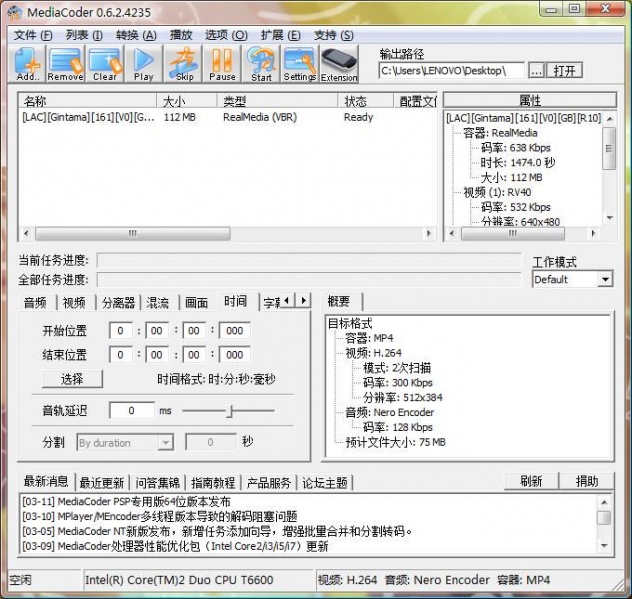 MediaCoder 0.6.2.4235
文件 (F) 列表 (I) 转换 (A) 播放 选项 (O) 扩展 (E) 支持 (S)
Add.. Remove Clear Play Skip Pause Start Settings Extension
输出路径
C:\Users\LENOVO\Desktop\ ... 打开
名称 大小 类型 状态 配置文
[LAC][Gintama][161][V0][G... 112 MB RealMedia (VBR) Ready
属性
[LAC][Gintama][161][V0][GB][R10]
容器: RealMedia
码率: 638 Kbps
时长: 1474.0 秒
大小: 112 MB
视频 (1): RV40
码率: 532 Kbps
分辨率: 640x480
当前任务进度:
全部任务进度:
工作模式
Default
音频 视频 分离器 混流 画面 时间 字
开始位置 0 : 00 : 00 : 000
结束位置 0 : 00 : 00 : 000
选择 时间格式: 时:分:秒:毫秒
音轨延迟 0 ms
分割 By duration 0 秒
概要
目标格式
容器: MP4
视频: H.264
模式: 2次扫描
码率: 300 Kbps
分辨率: 512x384
音频: Nero Encoder
码率: 128 Kbps
预计文件大小: 75 MB
最新消息 最近更新 问答集锦 指南教程 产品服务 论坛主题 刷新 捐助
[03-11] MediaCoder PSP专用版64位版本发布
[03-10] MPlayer/MEncoder多线程版本导致的解码阻塞问题
[03-05] MediaCoder NT新版发布，新增任务添加向导，增强批量合并和分割转码。
[03-09] MediaCoder处理器性能优化包（Intel Core2/i3/i5/i7）更新
空闲 Intel(R) Core(TM)2 Duo CPU T6600 视频: H.264 音频: Nero Encoder 容器: MP4